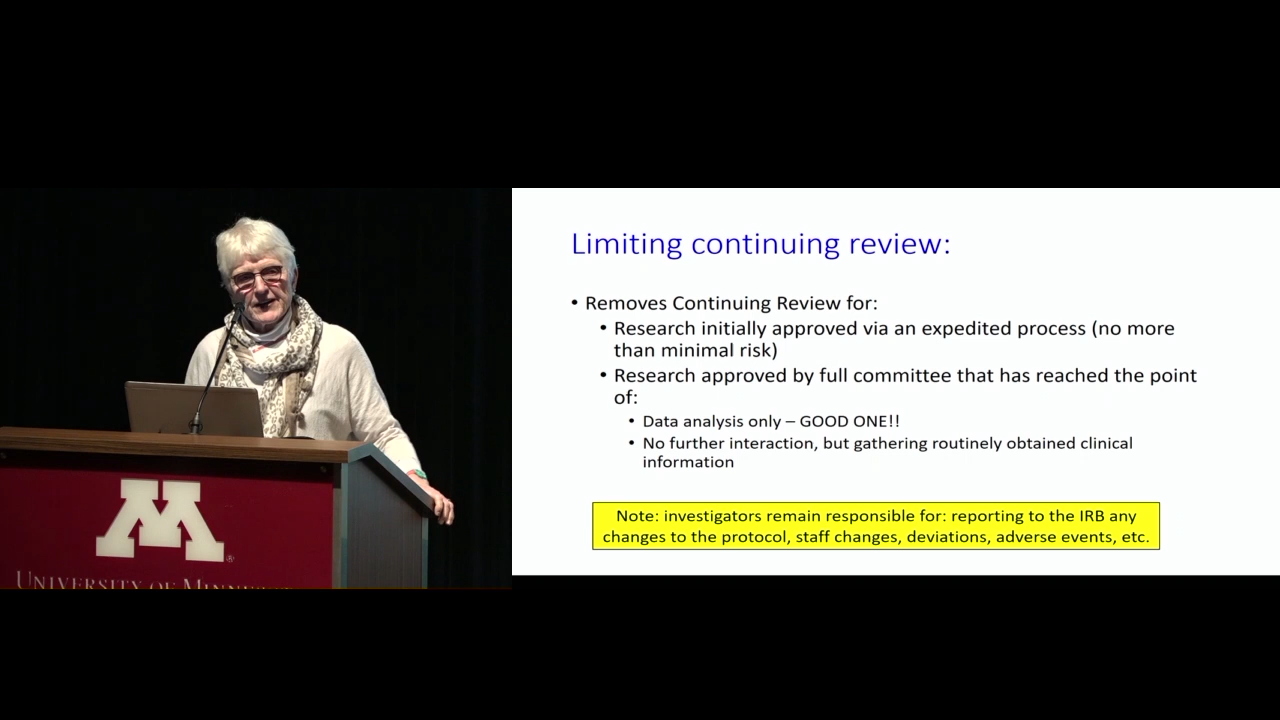 Limiting continuing review:
• Removes Continuing Review for:
• Research initially approved via an expedited process (no more
than minimal risk)
• Research approved by full committee that has reached the point
of:
• Data analysis only – GOOD ONE!!
• No further interaction, but gathering routinely obtained clinical
information
Note: investigators remain responsible for: reporting to the IRB any
changes to the protocol, staff changes, deviations, adverse events, etc.
M
UNIVERSITY OF